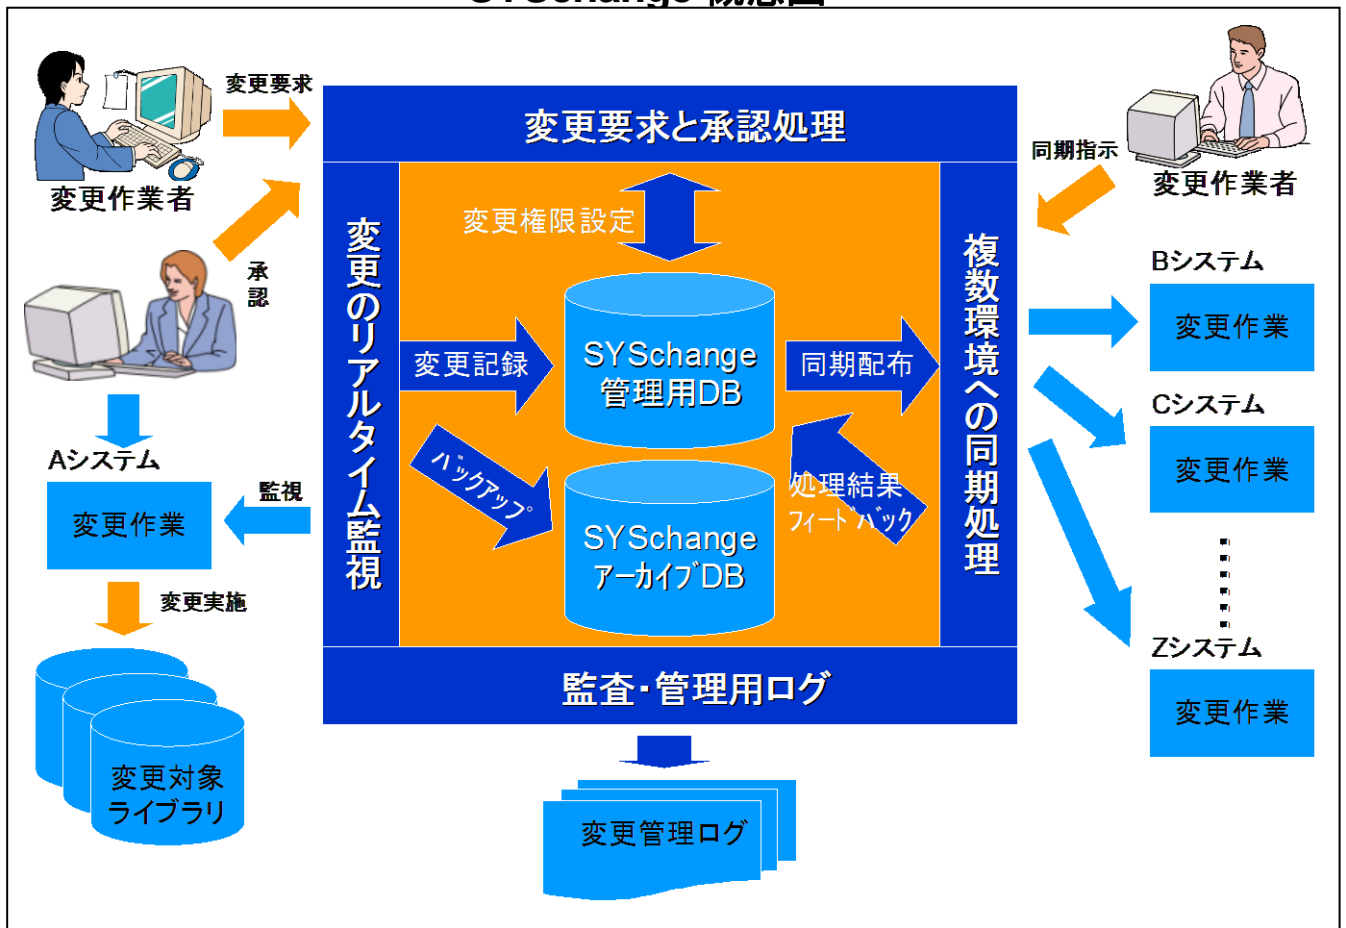 SYSchange 概念図
変更要求
変更作業者
承認
変更要求と承認処理
同期指示
変更作業者
変更のリアルタイム監視
変更権限設定
変更記録
SYSchange
管理用DB
同期配布
バックアップ
SYSchange
アーカイブDB
処理結果
フィードバック
複数環境への同期処理
監査・管理用ログ
変更管理ログ
Aシステム
変更作業
監視
変更実施
変更対象
ライブラリ
Bシステム
変更作業
Cシステム
変更作業
Zシステム
変更作業